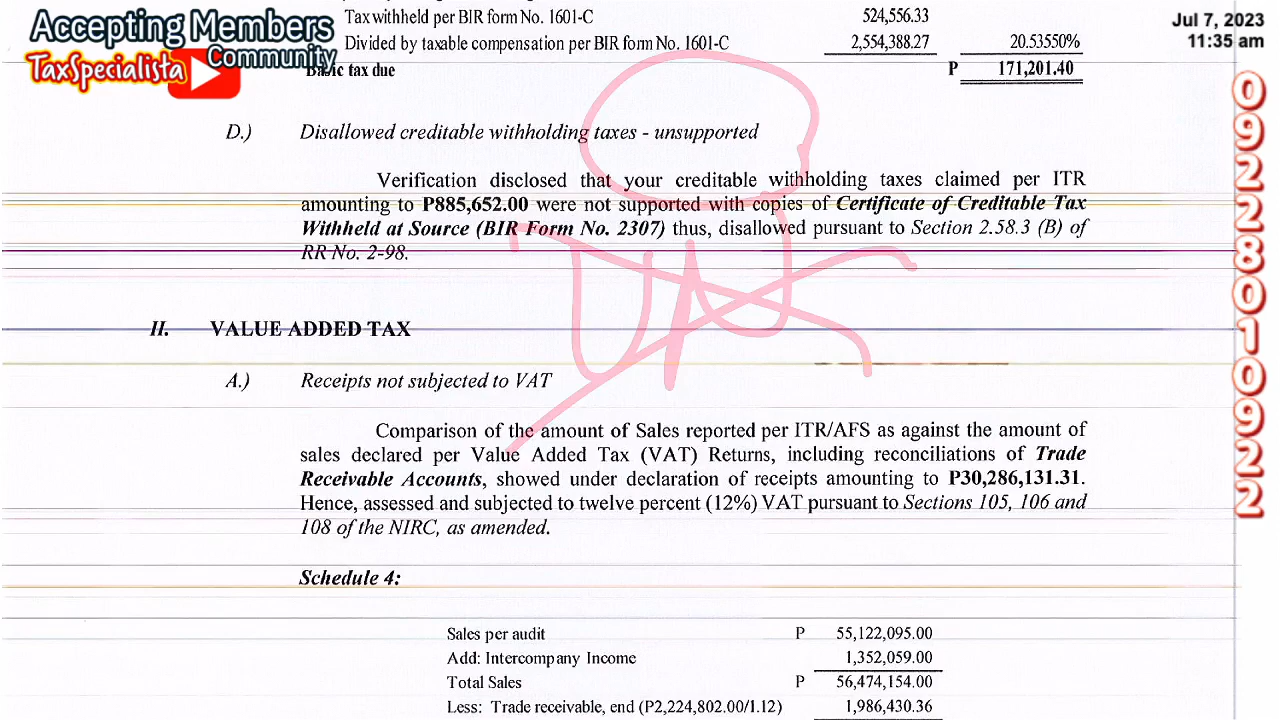 Accepting Members
Community
TaxSpecialista
Jul 7, 2023
11:35 am
09228010922
Tax withheld per BIR form No. 1601-C 524,556.33
Divided by taxable compensation per BIR form No. 1601-C 2,554,388.27 20.53550%
Basic tax due P 171,201.40
D.) Disallowed creditable withholding taxes - unsupported
Verification disclosed that your creditable withholding taxes claimed per ITR
amounting to P885,652.00 were not supported with copies of Certificate of Creditable Tax
Withheld at Source (BIR Form No. 2307) thus, disallowed pursuant to Section 2.58.3 (B) of
RR No. 2-98.
II. VALUE ADDED TAX
A.) Receipts not subjected to VAT
Comparison of the amount of Sales reported per ITR/AFS as against the amount of
sales declared per Value Added Tax (VAT) Returns, including reconciliations of Trade
Receivable Accounts, showed under declaration of receipts amounting to P30,286,131.31.
Hence, assessed and subjected to twelve percent (12%) VAT pursuant to Sections 105, 106 and
108 of the NIRC, as amended.
Schedule 4:
Sales per audit P 55,122,095.00
Add: Intercompany Income 1,352,059.00
Total Sales P 56,474,154.00
Less: Trade receivable, end (P2,224,802.00/1.12) 1,986,430.36